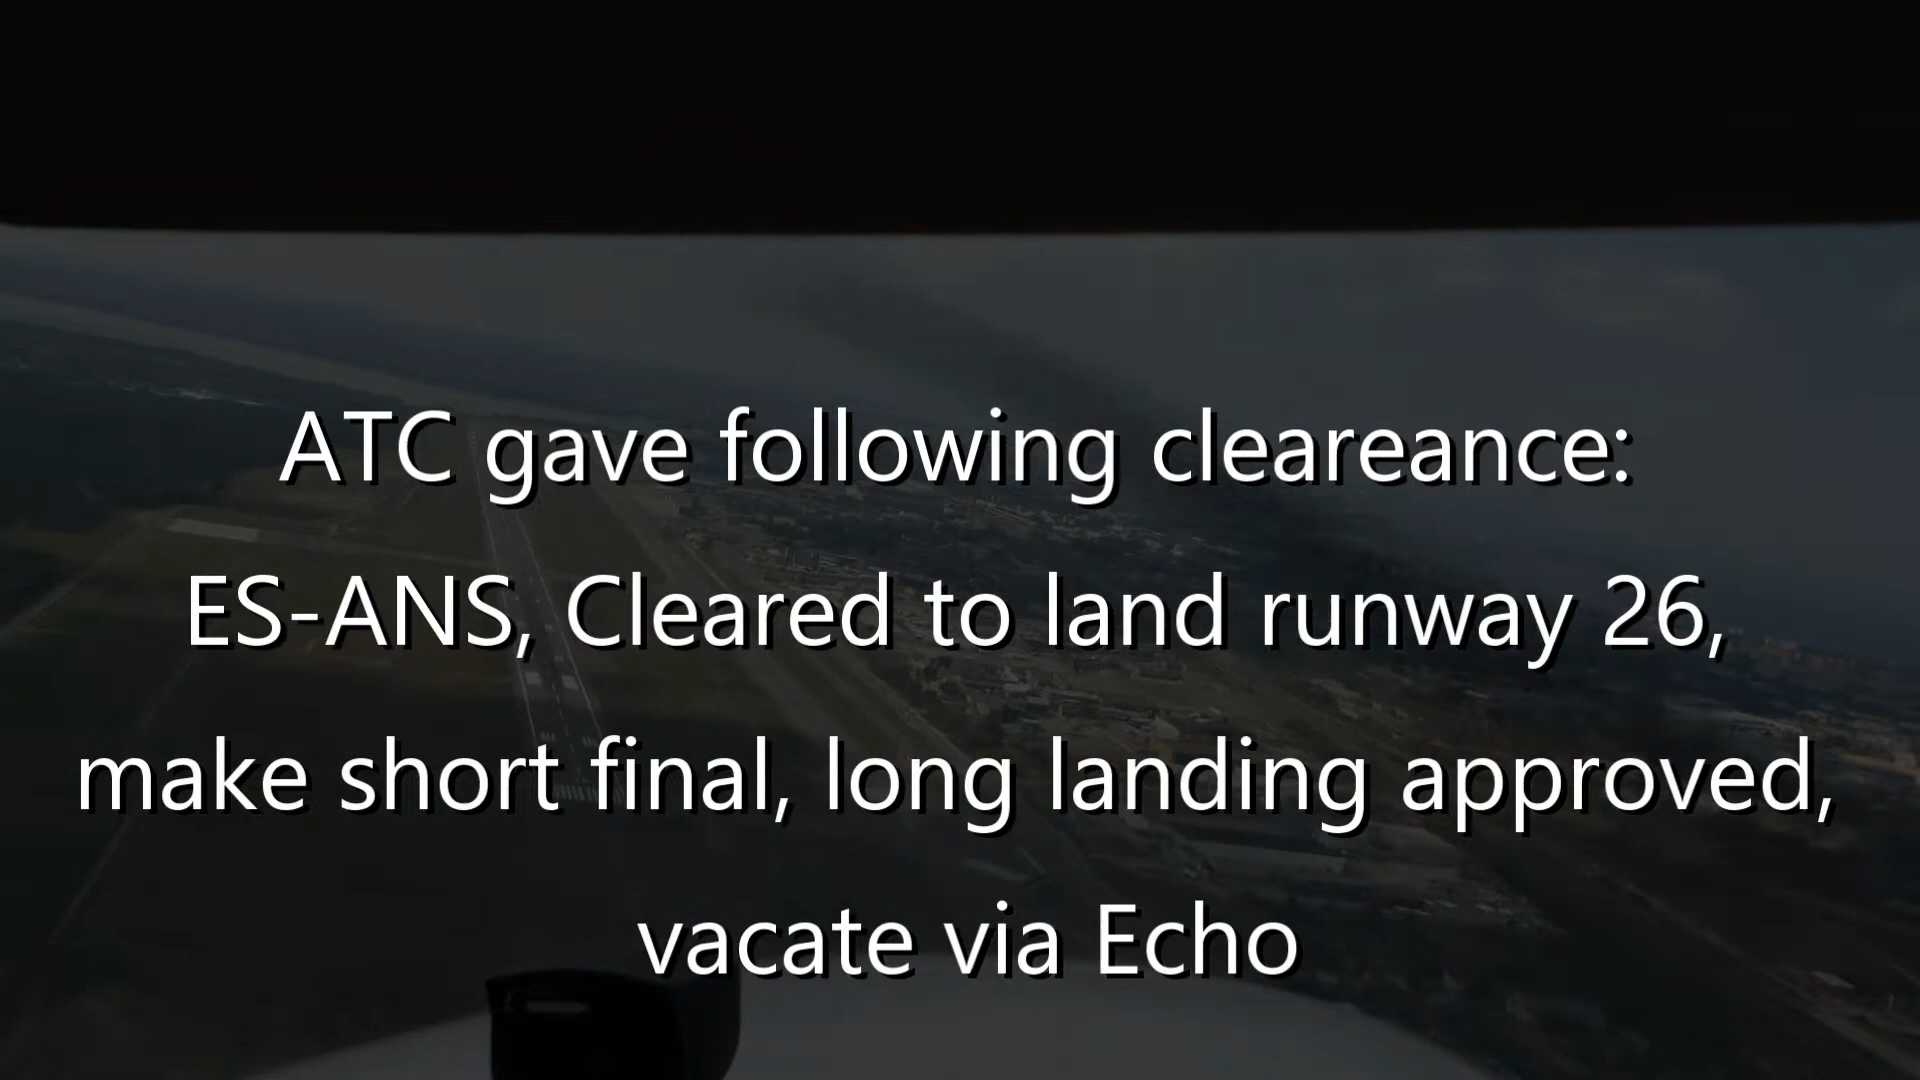 ATC gave following cleareance:
ES-ANS, Cleared to land runway 26,
make short final, long landing approved,
vacate via Echo